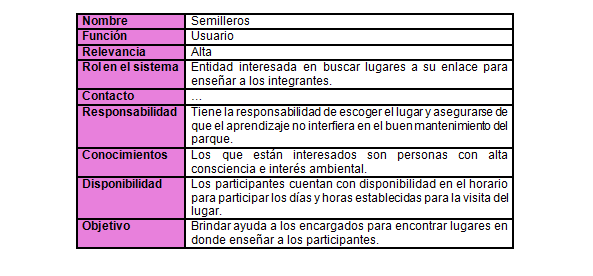 Nombre Semilleros
Función Usuario
Relevancia Alta
Rol en el sistema Entidad interesada en buscar lugares a su enlace para
enseñar a los integrantes.
Contacto ...
Responsabilidad Tiene la responsabilidad de escoger el lugar y asegurarse de
que el aprendizaje no interfiera en el buen mantenimiento del
parque.
Conocimientos Los que están interesados son personas con alta
consciencia e interés ambiental.
Disponibilidad Los participantes cuentan con disponibilidad en el horario
para participar los días y horas establecidas para la visita del
lugar.
Objetivo Brindar ayuda a los encargados para encontrar lugares en
donde enseñar a los participantes.